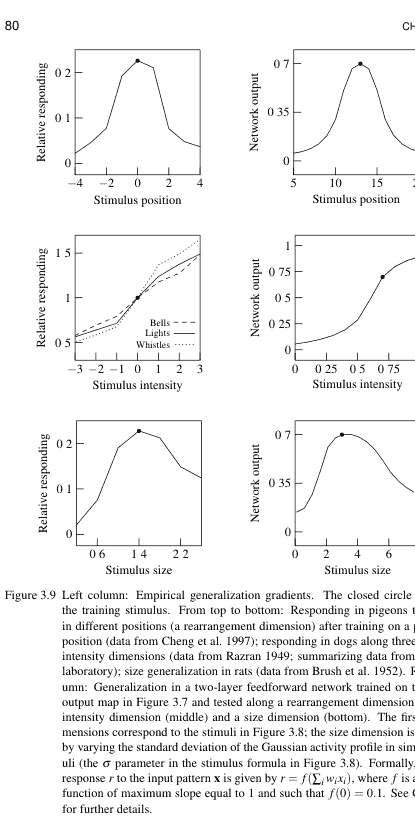 80
CH
Relative responding
0 2
0 1
0
−4 −2 0 2 4
Stimulus position
Network output
0 7
0 35
0
5 10 15 2
Stimulus position
Relative responding
1 5
1
0 5
Bells
Lights
Whistles
−3 −2 −1 0 1 2 3
Stimulus intensity
Network output
1
0 75
0 5
0 25
0
0 0 25 0 5 0 75
Stimulus intensity
Relative responding
0 2
0 1
0
0 6 1 4 2 2
Stimulus size
Network output
0 7
0 35
0
0 2 4 6
Stimulus size
Figure 3.9 Left column: Empirical generalization gradients. The closed circle
the training stimulus. From top to bottom: Responding in pigeons t
in different positions (a rearrangement dimension) after training on a p
position (data from Cheng et al. 1997); responding in dogs along three
intensity dimensions (data from Razran 1949; summarizing data from
laboratory); size generalization in rats (data from Brush et al. 1952). R
umn: Generalization in a two-layer feedforward network trained on t
output map in Figure 3.7 and tested along a rearrangement dimension
intensity dimension (middle) and a size dimension (bottom). The firs
mensions correspond to the stimuli in Figure 3.8; the size dimension is
by varying the standard deviation of the Gaussian activity profile in sim
uli (the σ parameter in the stimulus formula in Figure 3.8). Formally,
response r to the input pattern x is given by r = f(∑ᵢ wᵢxᵢ), where f is a
function of maximum slope equal to 1 and such that f(0) = 0.1. See C
for further details.